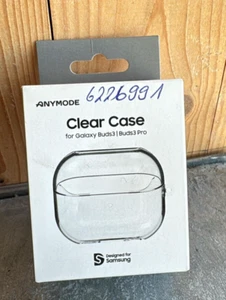 6226991
ANYMODE
Clear Case
for Galaxy Buds3 | Buds3 Pro
Designed for
Samsung